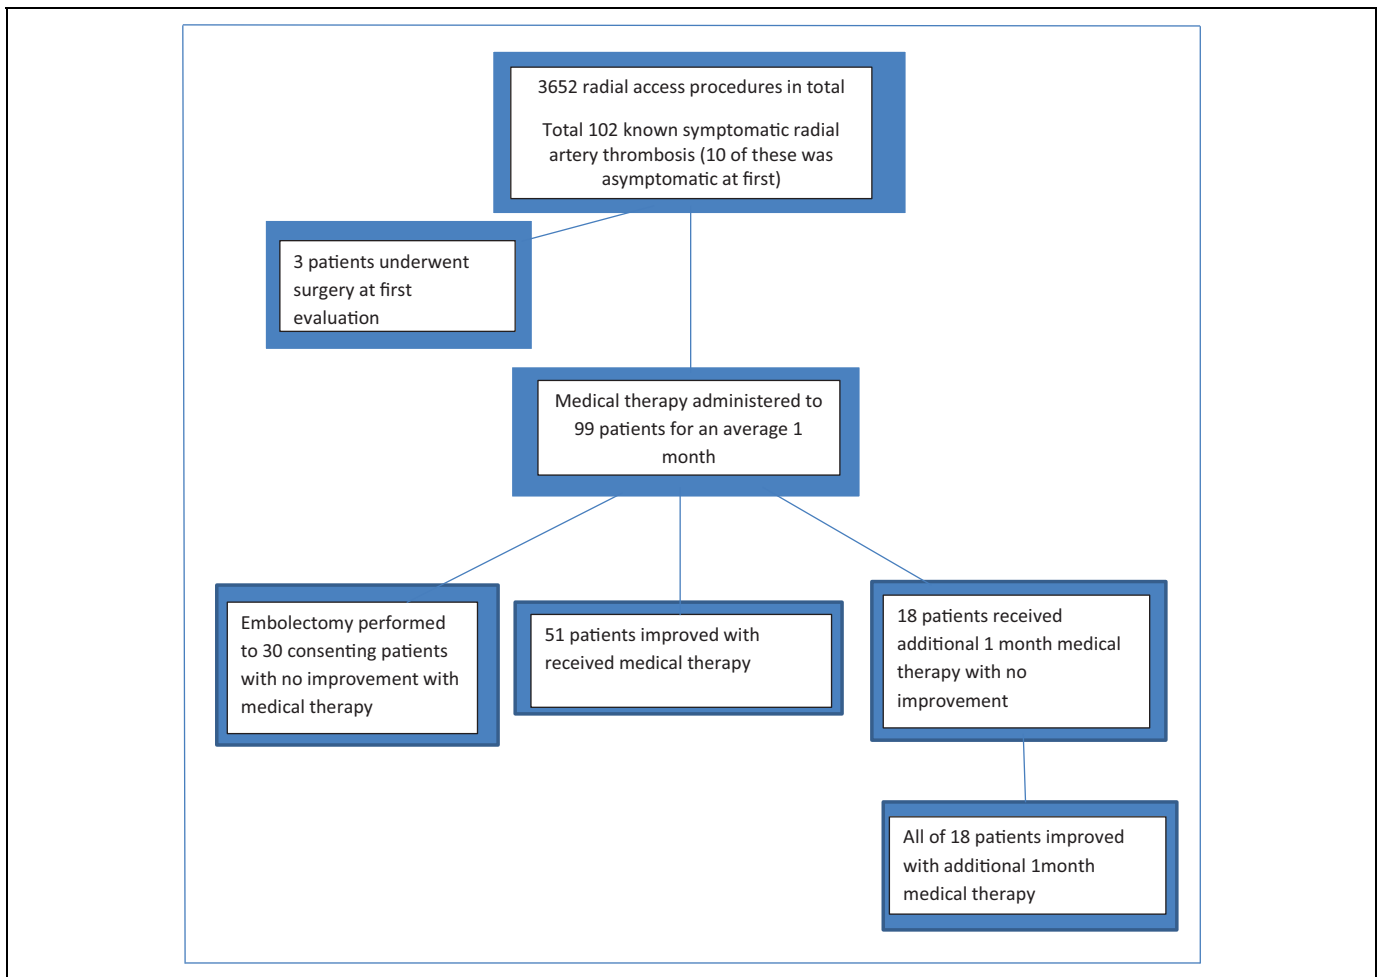 3652 radial access procedures in total
Total 102 known symptomatic radial
artery thrombosis (10 of these was
asymptomatic at first)
3 patients underwent
surgery at first
evaluation
Medical therapy administered to
99 patients for an average 1
month
Embolectomy performed
to 30 consenting patients
with no improvement with
medical therapy
51 patients improved with
received medical therapy
18 patients received
additional 1 month medical
therapy with no
improvement
All of 18 patients improved
with additional 1month
medical therapy